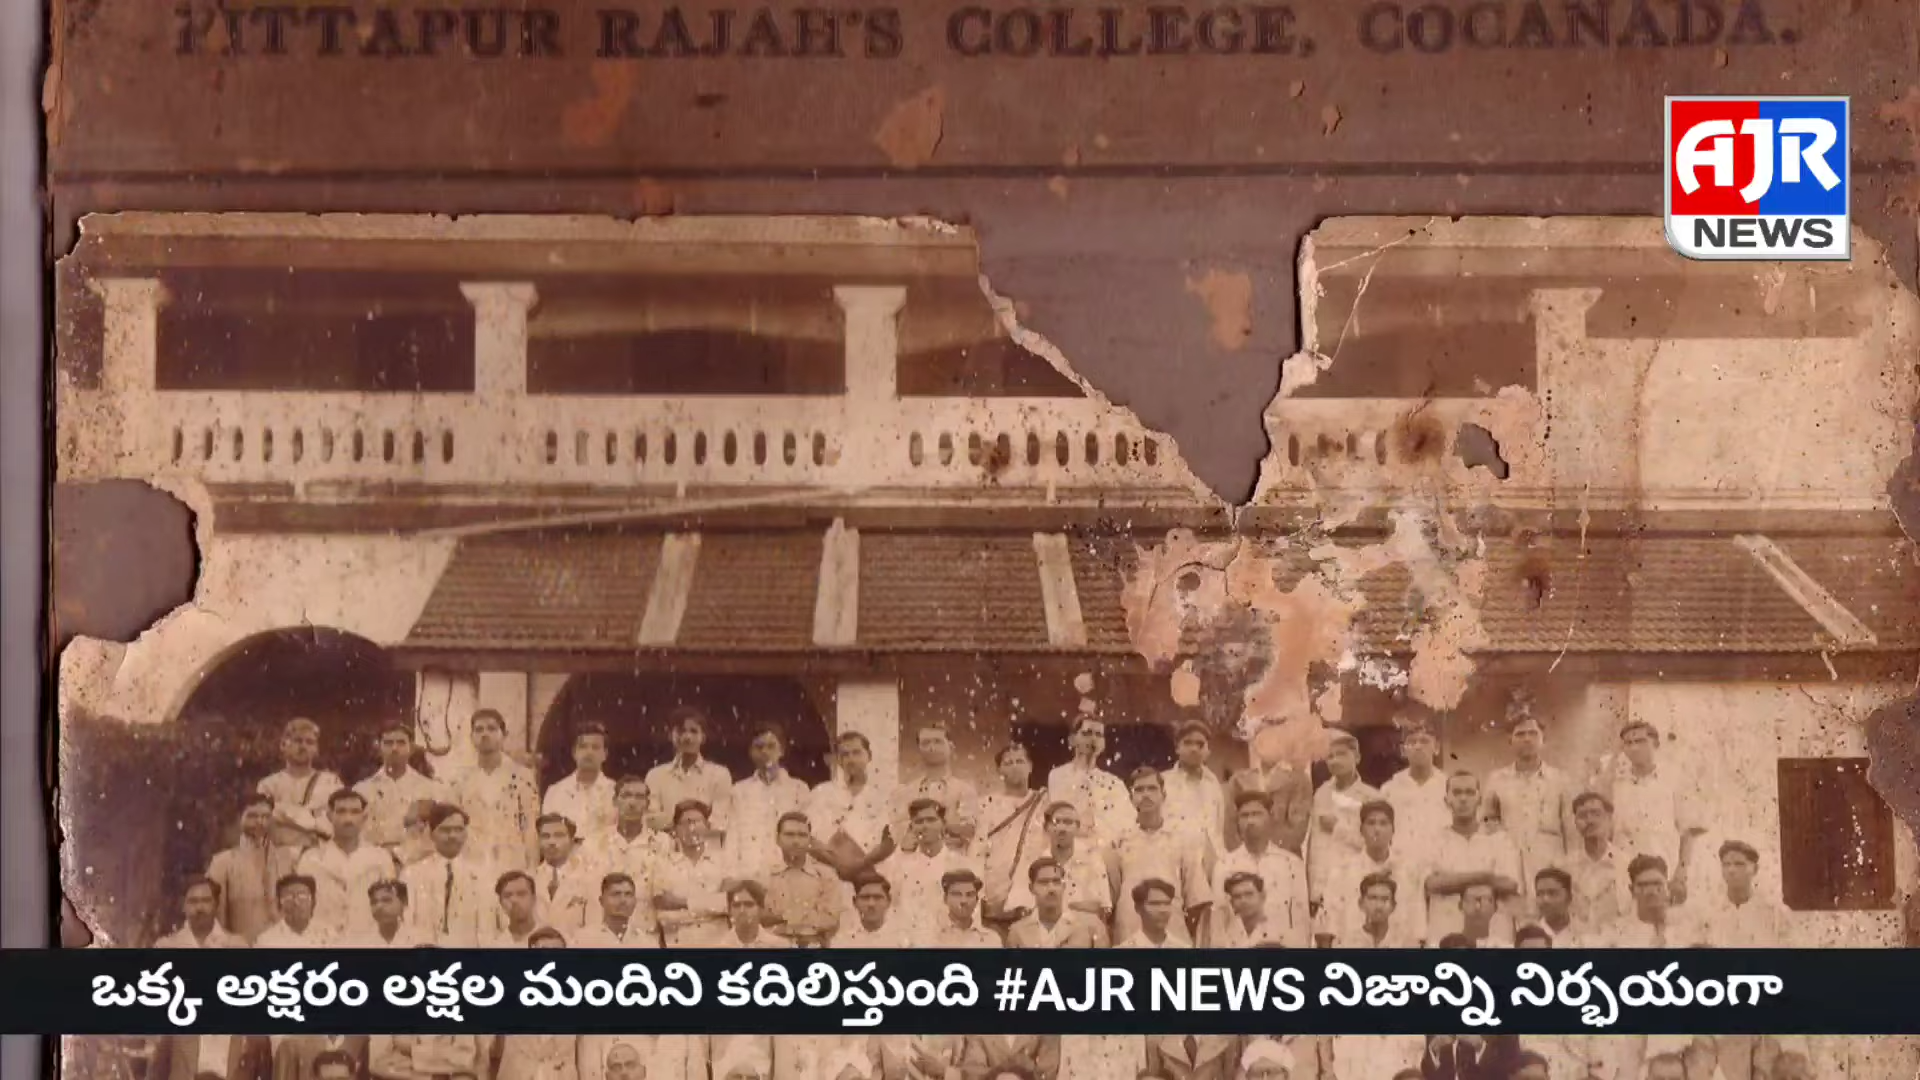 PITTAPUR RAJAH'S COLLEGE, COCANADA.
AJR
NEWS
ఒక్క అక్షరం లక్షల మందిని కదిలిస్తుంది #AJR NEWS నిజాన్ని నిర్భయంగా